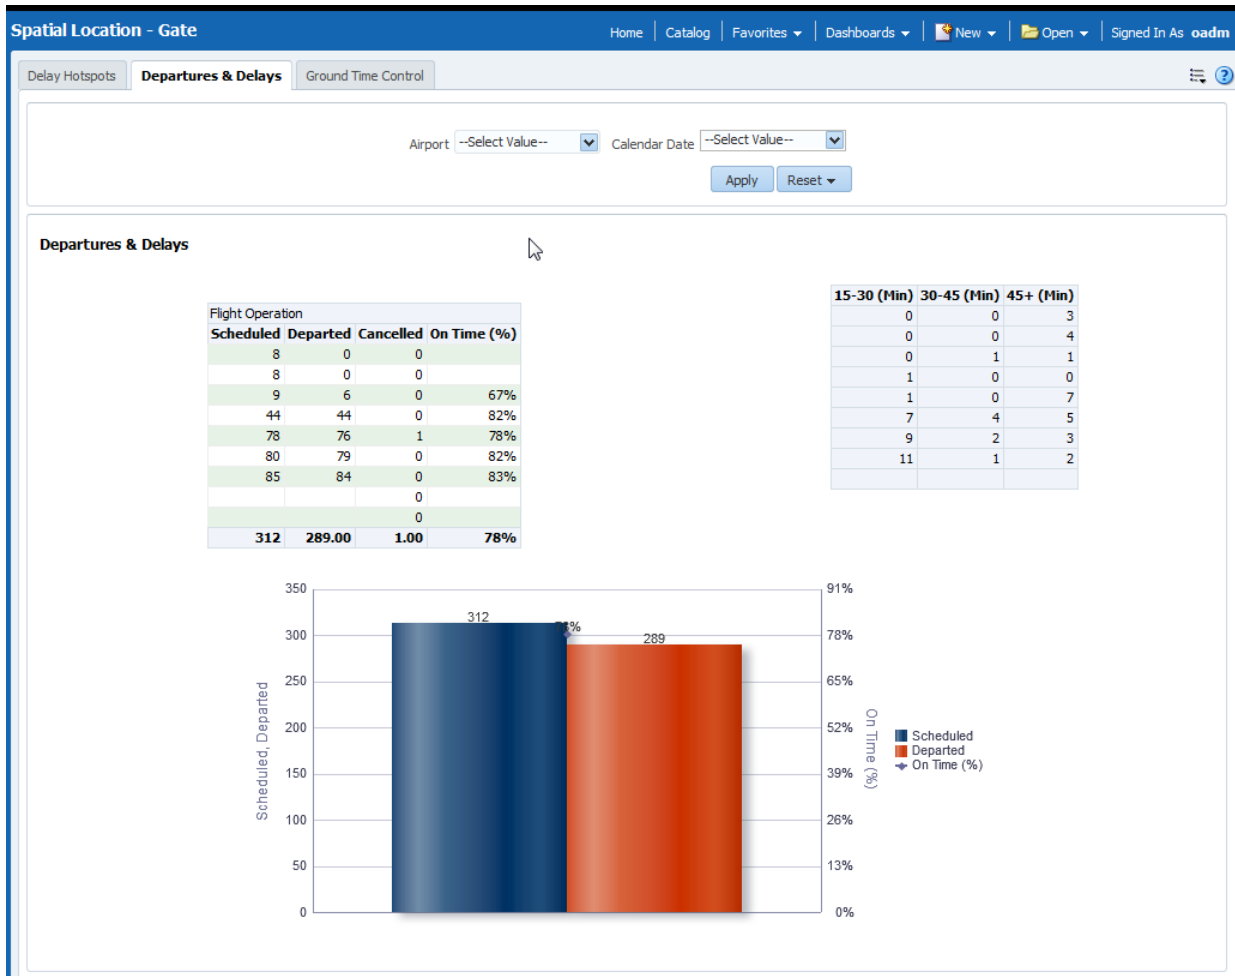 Spatial Location - Gate
Home Catalog Favorites Dashboards New Open Signed In As oadm
Delay Hotspots Departures & Delays Ground Time Control
Airport --Select Value-- Calendar Date --Select Value--
Apply Reset
Departures & Delays
Flight Operation
Scheduled Departed Cancelled On Time (%)
8 0 0
8 0 0
9 6 0 67%
44 44 0 82%
78 76 1 78%
80 79 0 82%
85 84 0 83%
0
0
312 289.00 1.00 78%
15-30 (Min) 30-45 (Min) 45+ (Min)
0 0 3
0 0 4
0 1 1
1 0 0
1 0 7
7 4 5
9 2 3
11 1 2
Scheduled, Departed
350
300
250
200
150
100
50
0
312
289
91%
78%
65%
52%
39%
26%
13%
0%
On Time (%)
Scheduled
Departed
On Time (%)